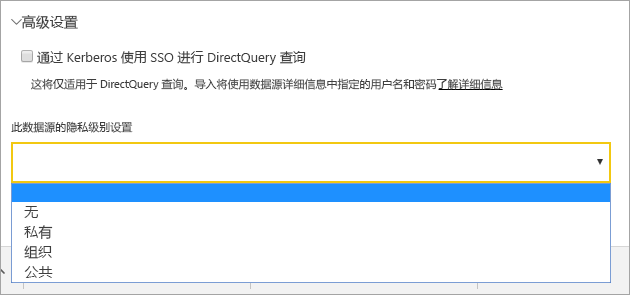 高级设置
通过 Kerberos 使用 SSO 进行 DirectQuery 查询
这将仅适用于 DirectQuery 查询。导入将使用数据源详细信息中指定的用户名和密码了解详细信息
此数据源的隐私级别设置
无
私有
组织
公共